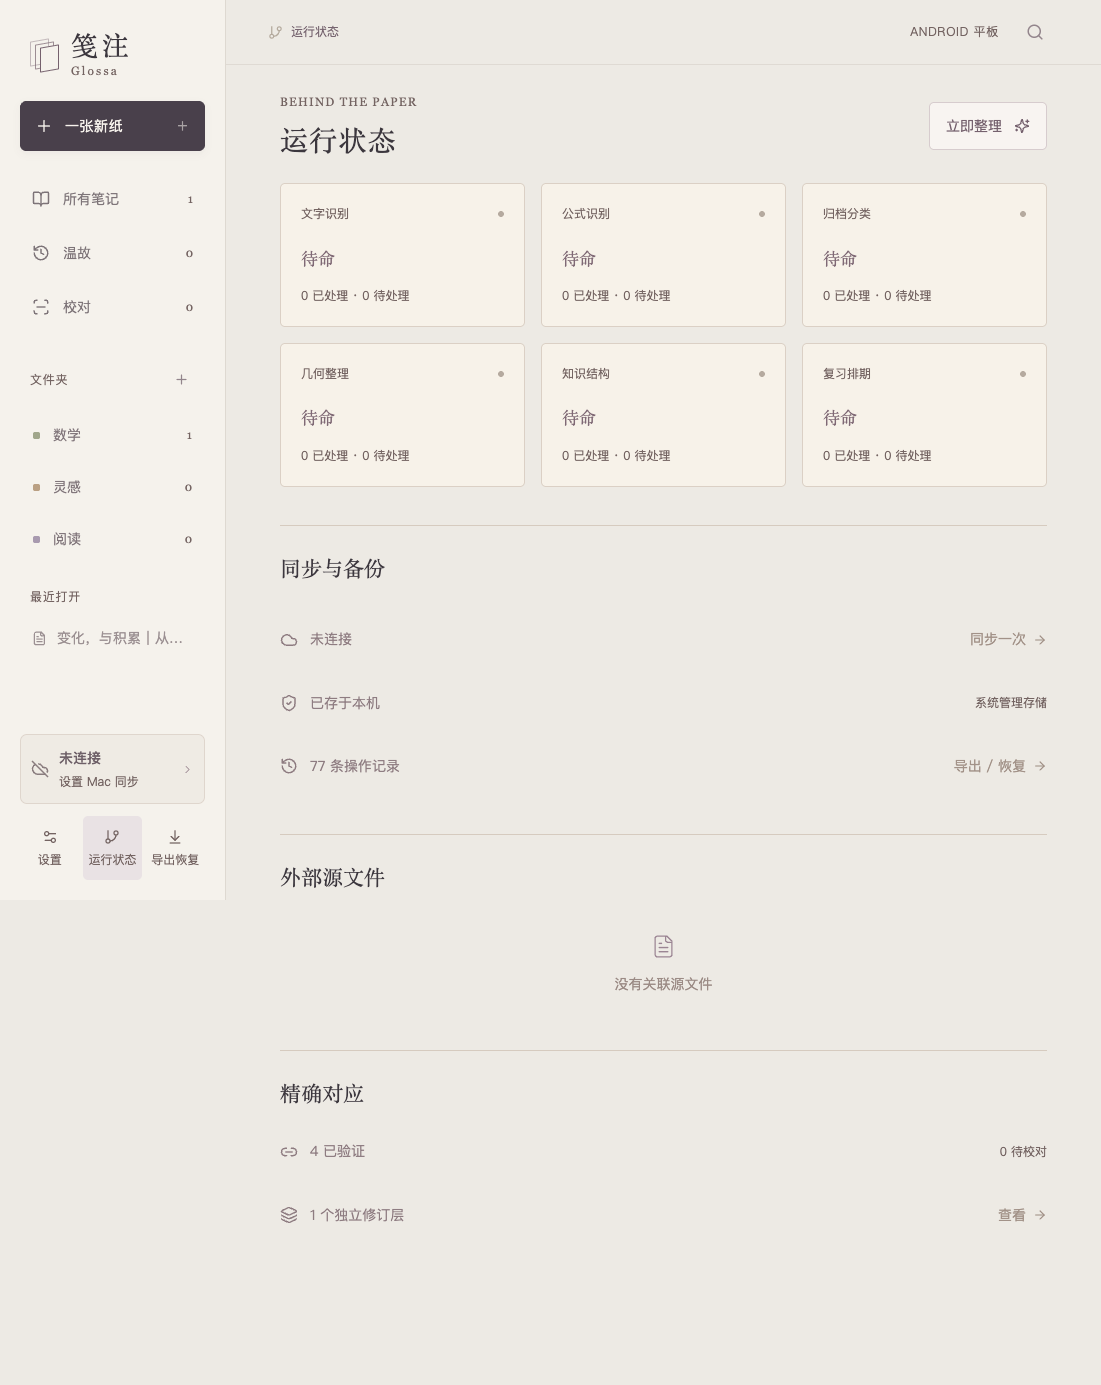 笺注
Glossa
一张新纸
所有笔记 1
温故 0
校对 0
文件夹
数学 1
灵感 0
阅读 0
最近打开
变化，与积累 | 从...
未连接
设置 Mac 同步
设置
运行状态
导出恢复
运行状态
ANDROID 平板
BEHIND THE PAPER
运行状态
立即整理
文字识别
待命
0 已处理 · 0 待处理
公式识别
待命
0 已处理 · 0 待处理
归档分类
待命
0 已处理 · 0 待处理
几何整理
待命
0 已处理 · 0 待处理
知识结构
待命
0 已处理 · 0 待处理
复习排期
待命
0 已处理 · 0 待处理
同步与备份
未连接
同步一次
已存于本机
系统管理存储
77 条操作记录
导出 / 恢复
外部源文件
没有关联源文件
精确对应
4 已验证
0 待校对
1 个独立修订层
查看